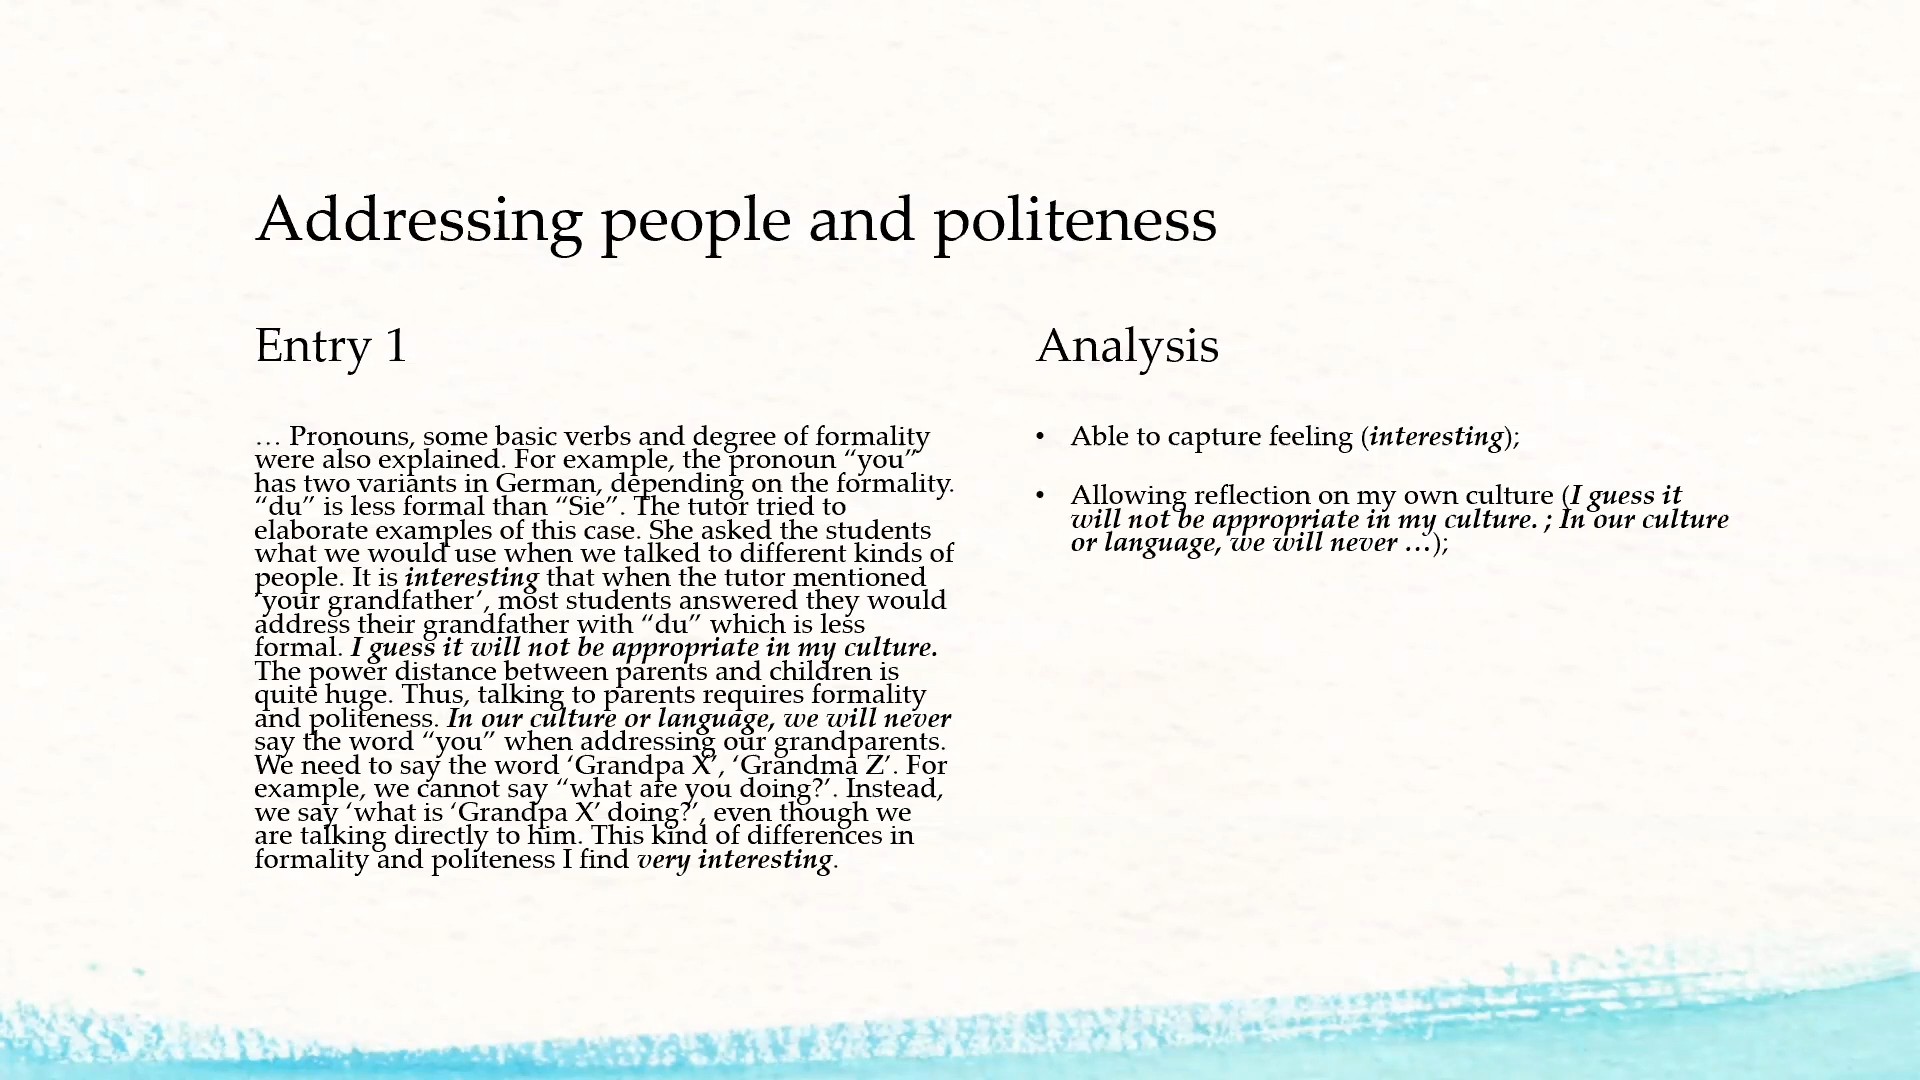 Addressing people and politeness
Entry 1
… Pronouns, some basic verbs and degree of formality
were also explained. For example, the pronoun “you”
has two variants in German, depending on the formality.
“du” is less formal than “Sie”. The tutor tried to
elaborate examples of this case. She asked the students
what we would use when we talked to different kinds of
people. It is interesting that when the tutor mentioned
’your grandfather’, most students answered they would
address their grandfather with “du” which is less
formal. I guess it will not be appropriate in my culture.
The power distance between parents and children is
quite huge. Thus, talking to parents requires formality
and politeness. In our culture or language, we will never
say the word “you” when addressing our grandparents.
We need to say the word ‘Grandpa X’, ‘Grandma Z’. For
example, we cannot say “what are you doing?’. Instead,
we say ‘what is ‘Grandpa X’ doing?’, even though we
are talking directly to him. This kind of differences in
formality and politeness I find very interesting.
Analysis
• Able to capture feeling (interesting);
• Allowing reflection on my own culture (I guess it
will not be appropriate in my culture. ; In our culture
or language, we will never …);